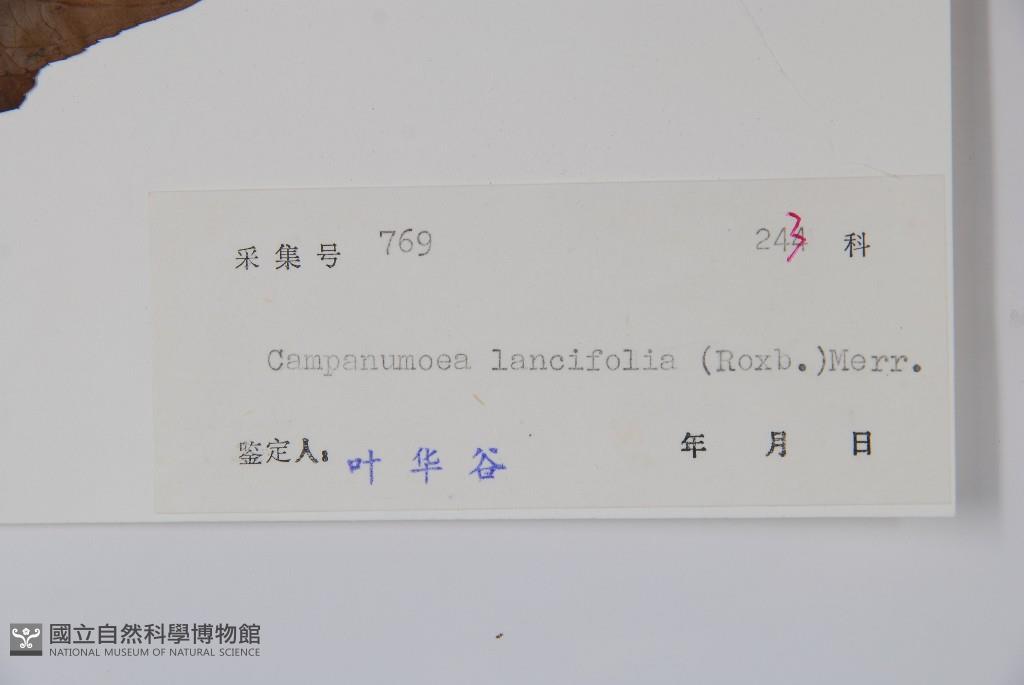 采集号 769 243 科
Campanumoea lancifolia (Roxb.)Merr.
鉴定人: 叶华谷 年 月 日
國立自然科學博物館
NATIONAL MUSEUM OF NATURAL SCIENCE